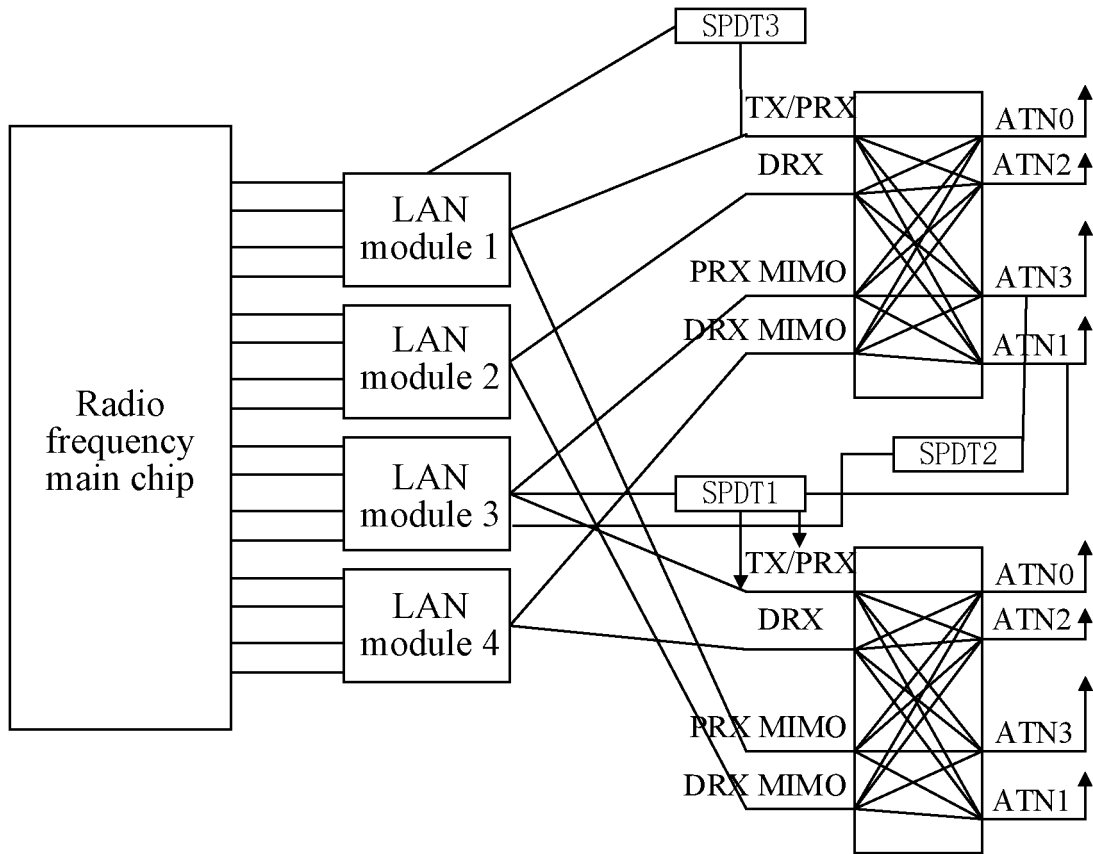 SPDT3
TX/PRX
ATN0
DRX
ATN2
LAN
module 1
PRX MIMO
ATN3
DRX MIMO
ATN1
LAN
module 2
Radio
frequency
main chip
SPDT2
LAN
module 3
SPDT1
TX/PRX
ATN0
LAN
module 4
DRX
ATN2
PRX MIMO
ATN3
DRX MIMO
ATN1